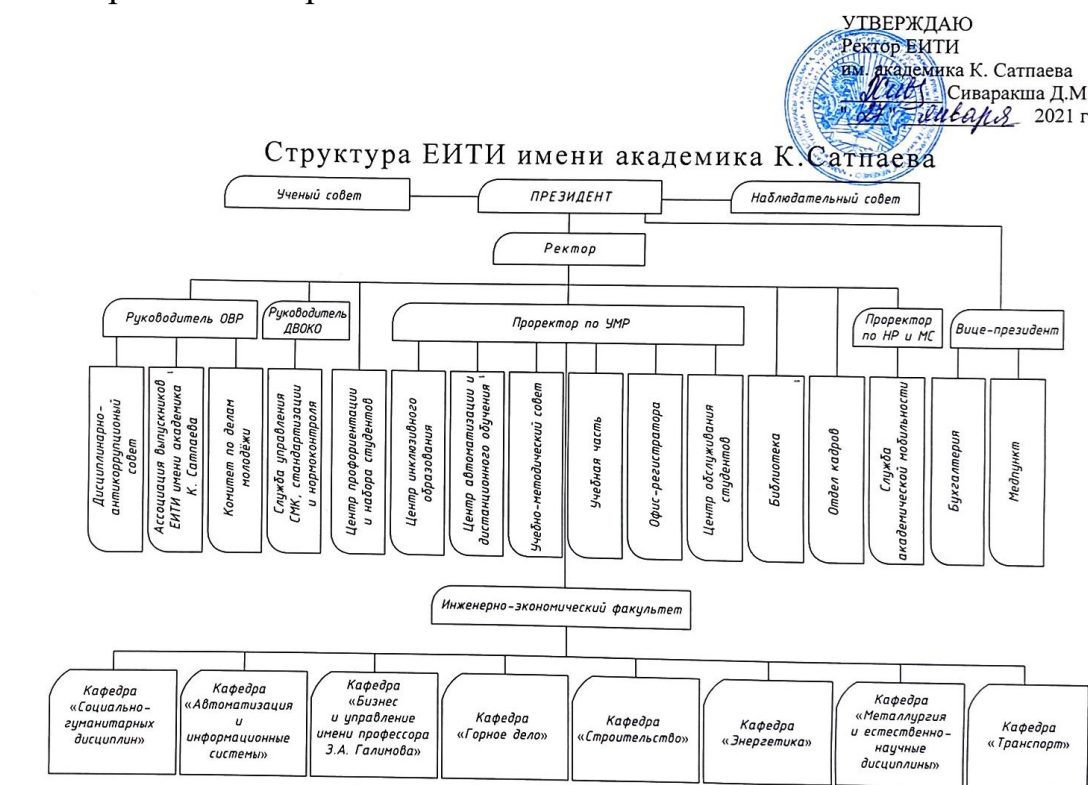 УТВЕРЖДАЮ
Ректор ЕИТИ
им. академика К. Сатпаева
Сиваракша Д.М
"27" января 2021 г
Структура ЕИТИ имени академика К.Сатпаева
Ученый совет
ПРЕЗИДЕНТ
Наблюдательный совет
Ректор
Руководитель ОВР
Руководитель
ДВОКО
Проректор по УМР
Проректор
по НР и МС
Вице-президент
Дисциплинарно-
антикоррупционый
совет
Ассоциация выпускников
ЕИТИ имени академика
К. Сатпаева
Комитет по делам
молодёжи
Служба управления
СМК, стандартизации
и нормоконтроля
Центр профориентации
и набора студентов
Центр инклюзивного
образования
Центр автоматизации и
дистанционного обучения
Учебно-методический совет
Учебная часть
Офис-регистратора
Центр обслуживания
студентов
Библиотека
Отдел кадров
Служба
академической мобильности
Бухгалтерия
Медпункт
Инженерно-экономический факультет
Кафедра
«Социально-
гуманитарных
дисциплин»
Кафедра
«Автоматизация
и
информационные
системы»
Кафедра
«Бизнес
и управление
имени профессора
З.А. Галимова»
Кафедра
«Горное дело»
Кафедра
«Строительство»
Кафедра
«Энергетика»
Кафедра
«Металлургия
и естественно-
научные
дисциплины»
Кафедра
«Транспорт»